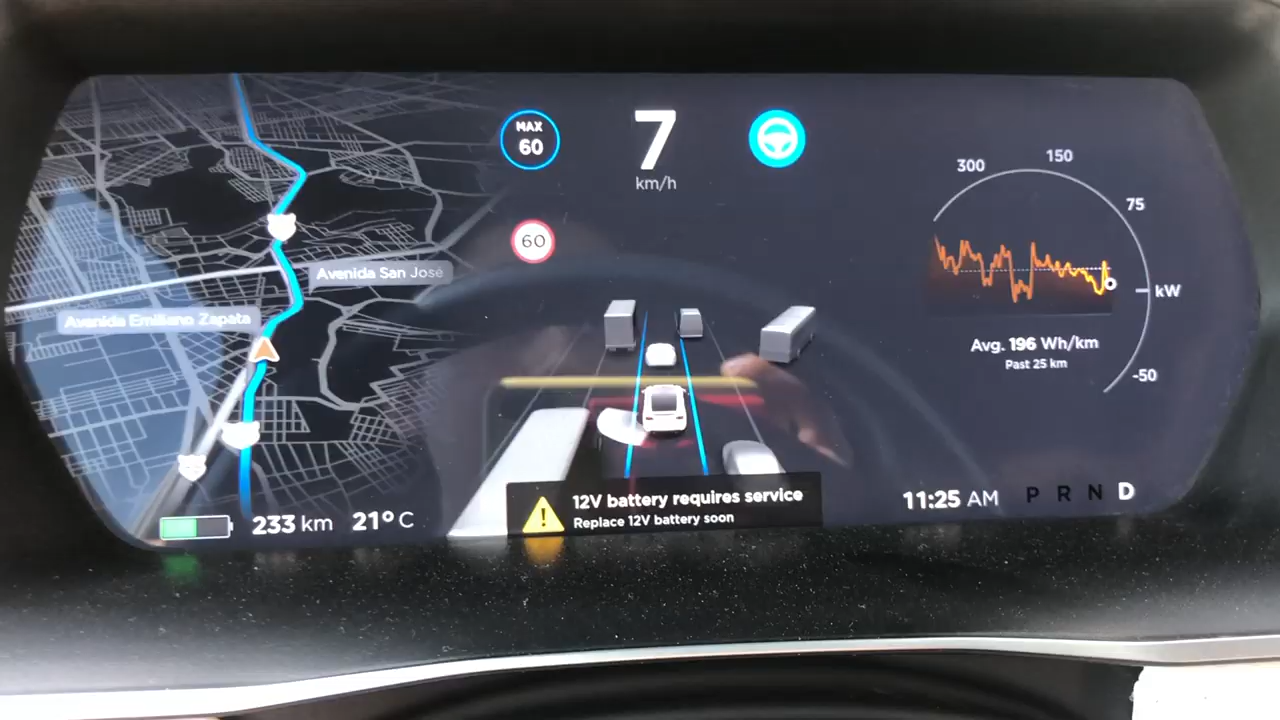 MAX
60
7
km/h
60
Avenida San José
Avenida Emiliano Zapata
300
150
75
kW
-50
Avg. 196 Wh/km
Past 25 km
12V battery requires service
Replace 12V battery soon
233 km
21° C
11:25 AM
P R N D